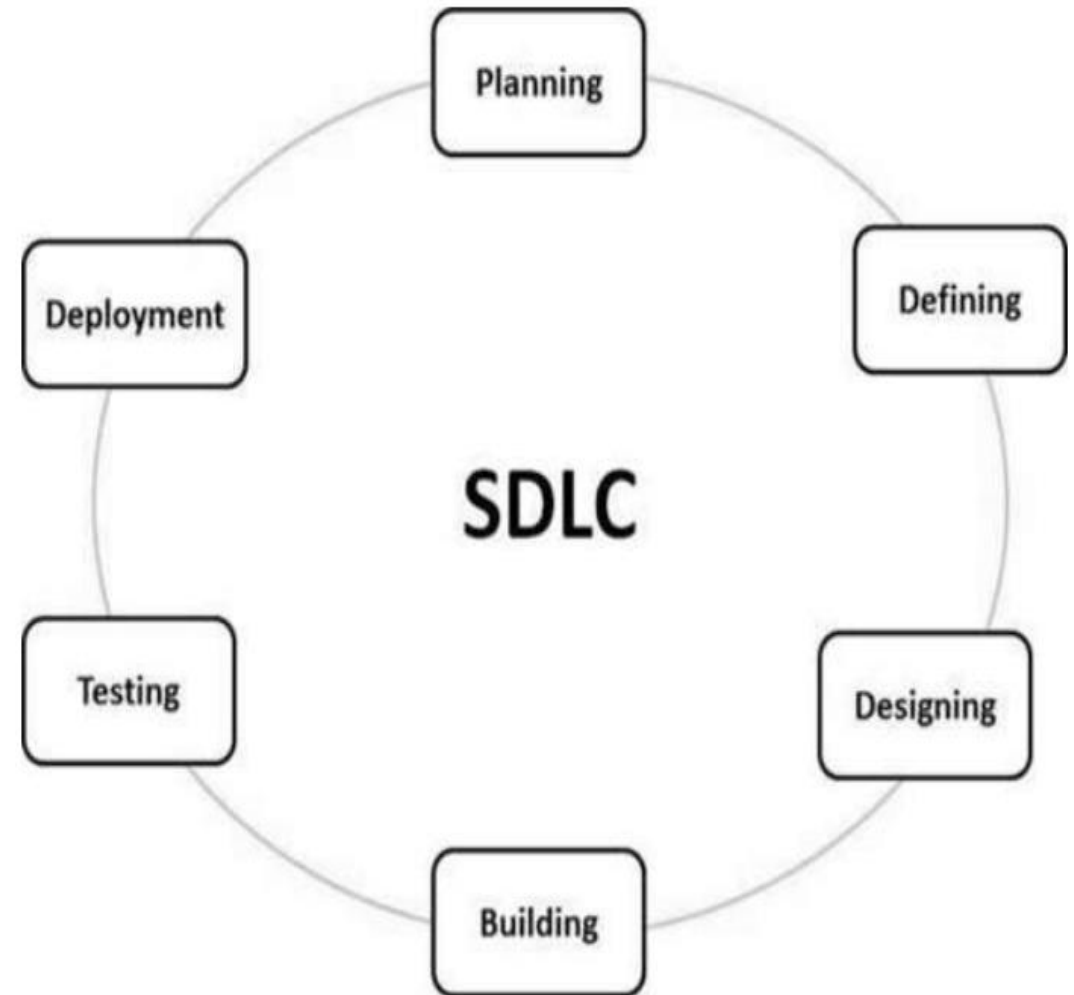 Planning
Defining
Designing
Building
Testing
Deployment
SDLC